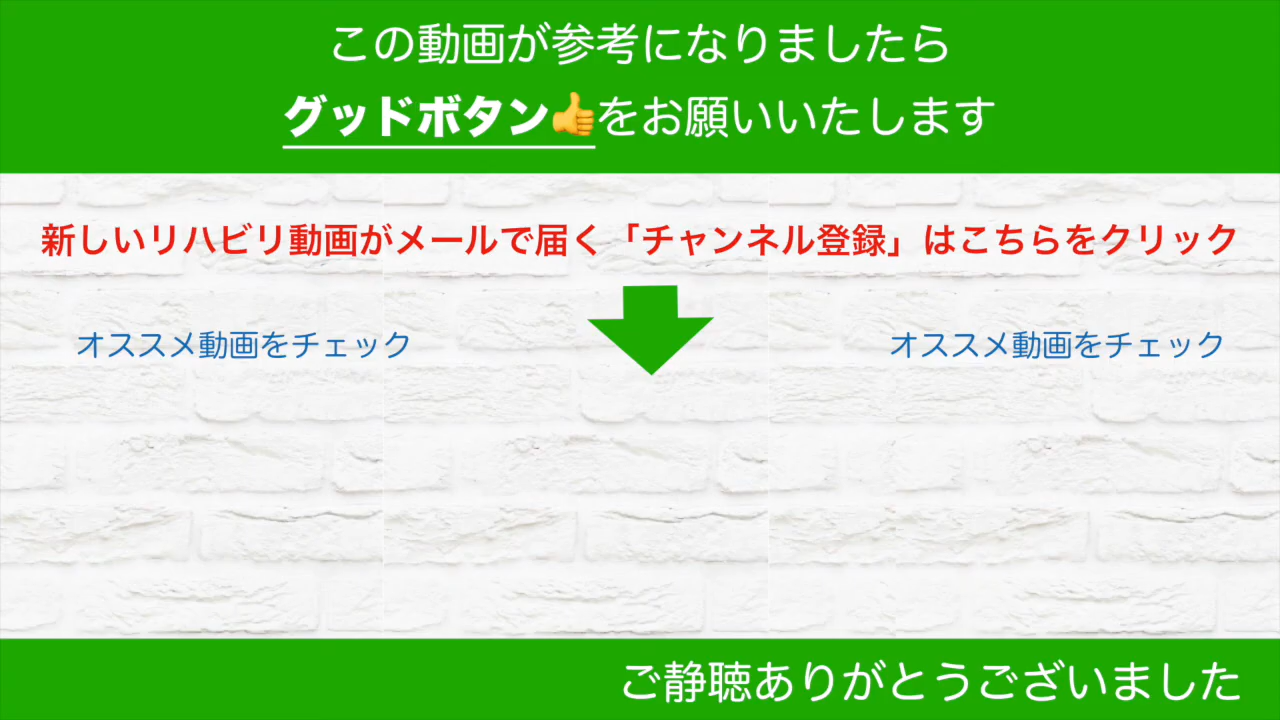 この動画が参考になりましたら
グッドボタン👍をお願いいたします
新しいリハビリ動画がメールで届く「チャンネル登録」はこちらをクリック
オススメ動画をチェック
オススメ動画をチェック
ご静聴ありがとうございました